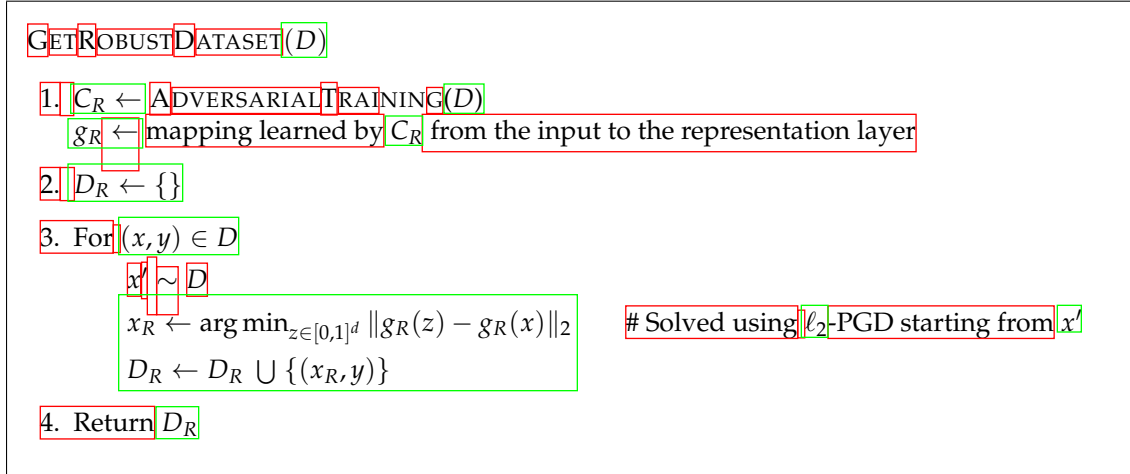 GETROBUSTDATASET(D)
1. C_R ← ADVERSARIALTRAINING(D)
g_R ← mapping learned by C_R from the input to the representation layer
2. D_R ← {}
3. For (x, y) ∈ D
x′ ∼ D
x_R ← arg min_{z∈[0,1]^d} ‖g_R(z) − g_R(x)‖_2 # Solved using ℓ_2-PGD starting from x′
D_R ← D_R ∪ {(x_R, y)}
4. Return D_R